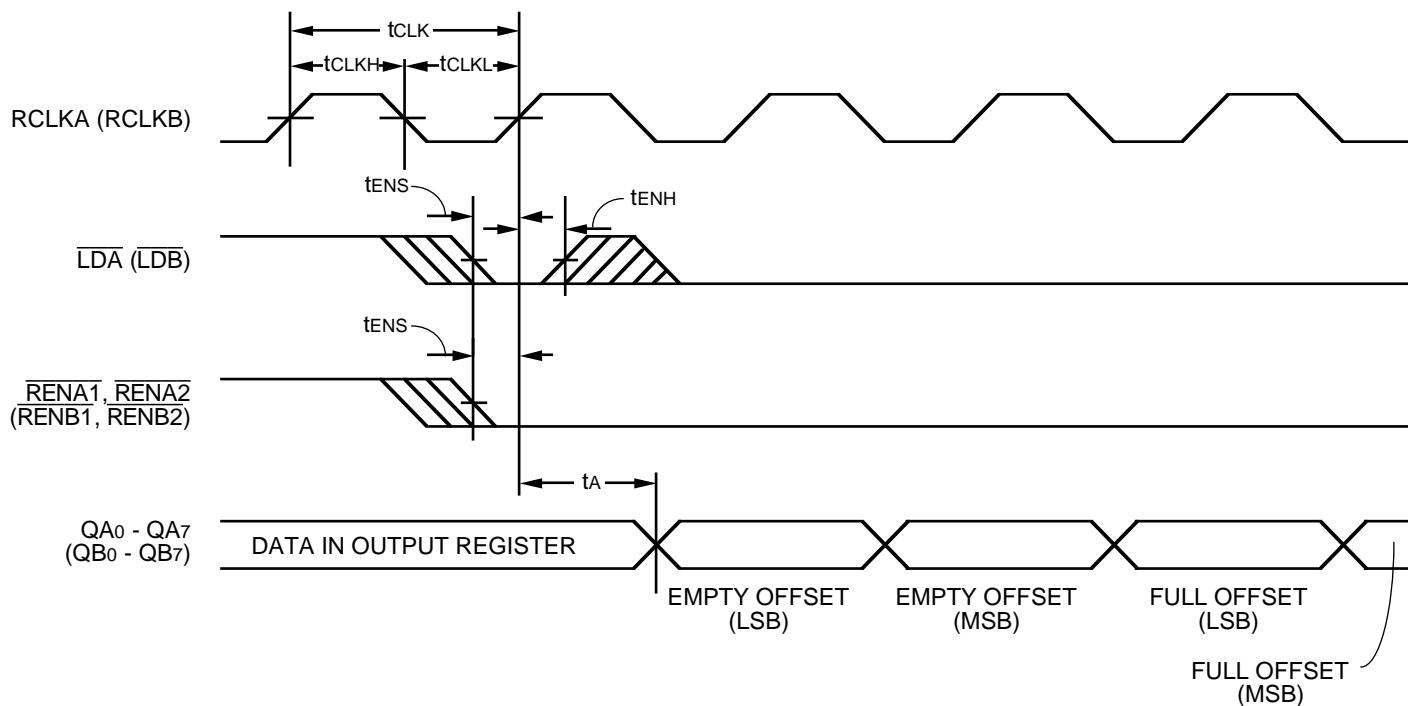 tCLK
tCLKH tCLKL
RCLKA (RCLKB)
tENS
tENH
LDA (LDB)
tENS
RENA1, RENA2
(RENB1, RENB2)
tA
QA0 - QA7
(QB0 - QB7)
DATA IN OUTPUT REGISTER
EMPTY OFFSET
(LSB)
EMPTY OFFSET
(MSB)
FULL OFFSET
(LSB)
FULL OFFSET
(MSB)